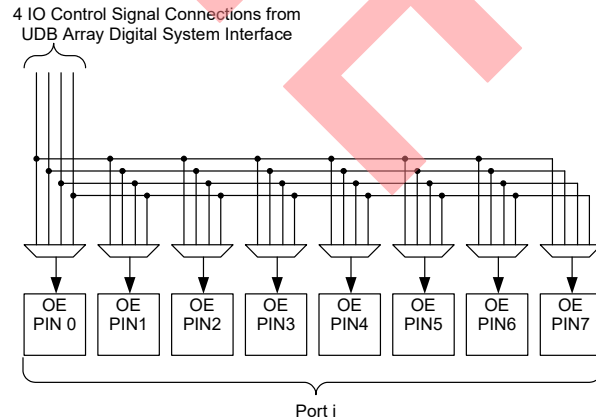 4 IO Control Signal Connections from
UDB Array Digital System Interface
OE
PIN 0
OE
PIN1
OE
PIN2
OE
PIN3
OE
PIN4
OE
PIN5
OE
PIN6
OE
PIN7
Port i